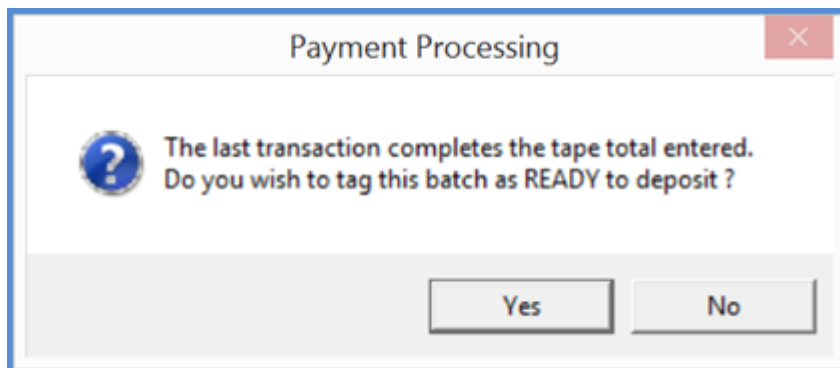 Payment Processing
The last transaction completes the tape total entered.
Do you wish to tag this batch as READY to deposit ?
Yes
No